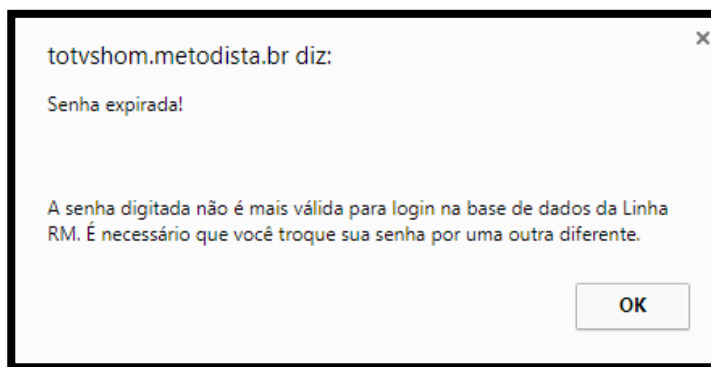 totvshom.metodista.br diz:
Senha expirada!
A senha digitada não é mais válida para login na base de dados da Linha
RM. É necessário que você troque sua senha por uma outra diferente.
OK